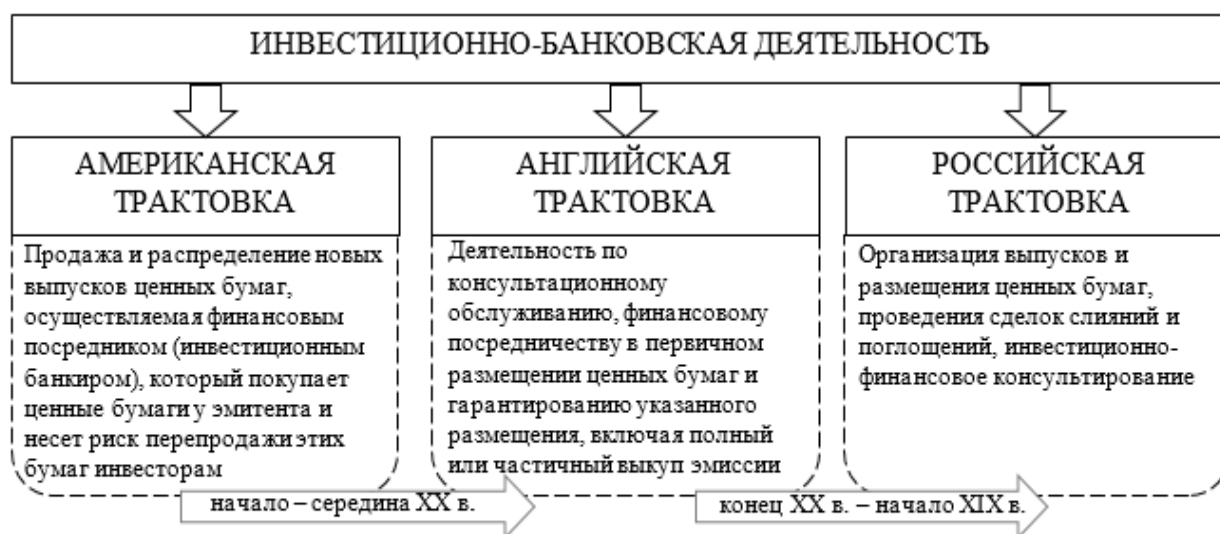 ИНВЕСТИЦИОННО-БАНКОВСКАЯ ДЕЯТЕЛЬНОСТЬ
АМЕРИКАНСКАЯ
ТРАКТОВКА
Продажа и распределение новых
выпусков ценных бумаг,
осуществляемая финансовым
посредником (инвестиционным
банкиром), который покупает
ценные бумаги у эмитента и
несет риск перепродажи этих
бумаг инвесторам
АНГЛИЙСКАЯ
ТРАКТОВКА
Деятельность по
консультационному
обслуживанию, финансовому
посредничеству в первичном
размещении ценных бумаг и
гарантированию указанного
размещения, включая полный
или частичный выкуп эмиссии
РОССИЙСКАЯ
ТРАКТОВКА
Организация выпусков и
размещения ценных бумаг,
проведения сделок слияний и
поглощений, инвестиционно-
финансовое консультирование
начало – середина XX в.
конец XX в. – начало XIX в.